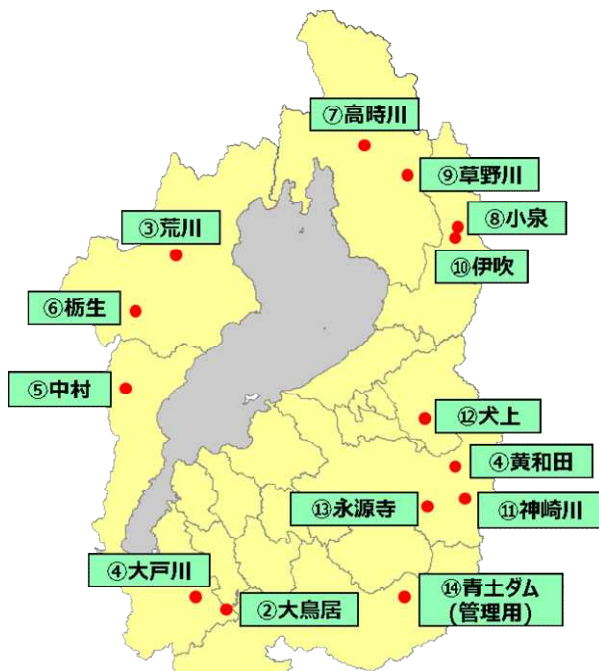 ⑦高時川
⑨草野川
⑧小泉
③荒川
⑩伊吹
⑥栃生
⑤中村
⑫犬上
④黄和田
⑬永源寺
⑪神崎川
④大戸川
②大鳥居
⑭青土ダム
(管理用)